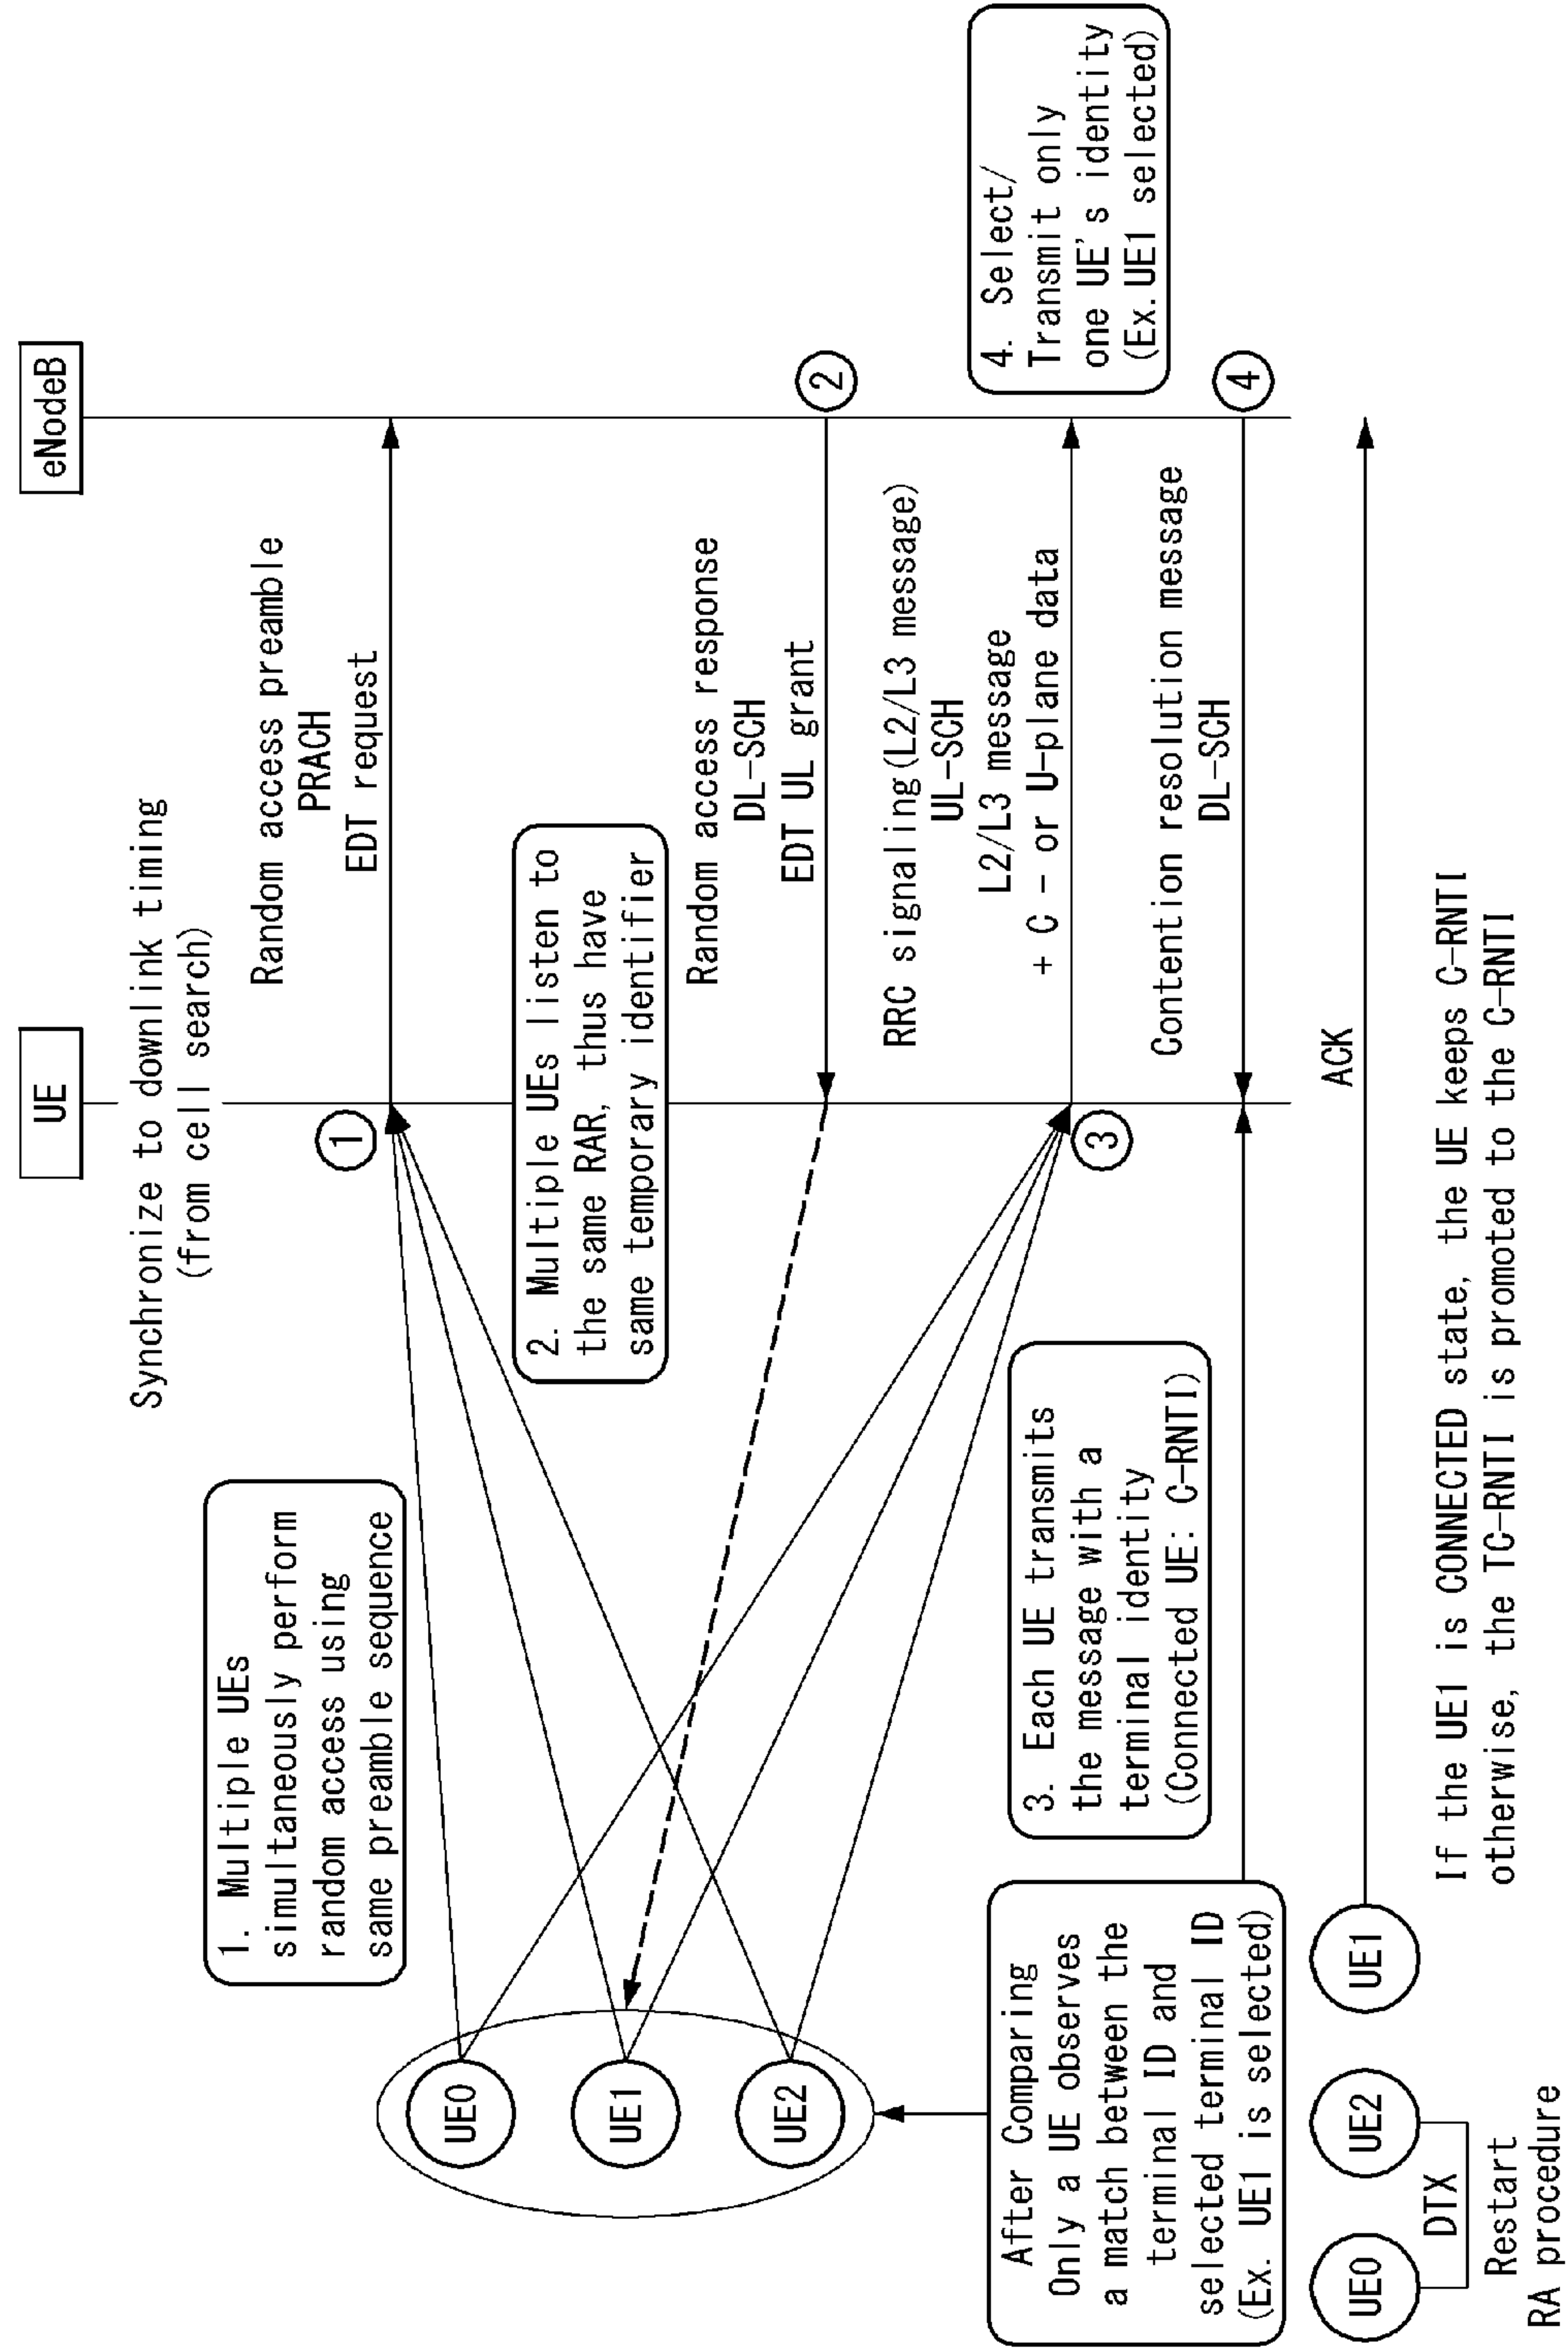 UE
eNodeB
Synchronize to downlink timing
(from cell search)
1. Multiple UEs
simultaneously perform
random access using
same preamble sequence
Random access preamble
PRACH
EDT request
1
UE0
UE1
UE2
2. Multiple UEs listen to
the same RAR, thus have
same temporary identifier
Random access response
DL-SCH
EDT UL grant
2
RRC signaling(L2/L3 message)
UL-SCH
L2/L3 message
+ C - or U-plane data
3
3. Each UE transmits
the message with a
terminal identity
(Connected UE: C-RNTI)
4. Select/
Transmit only
one UE's identity
(Ex.UE1 selected)
Contention resolution message
DL-SCH
4
After Comparing
Only a UE observes
a match between the
terminal ID and
selected terminal ID
(Ex. UE1 is selected)
UE0
UE2
UE1
ACK
DTX
Restart
RA procedure
If the UE1 is CONNECTED state, the UE keeps C-RNTI
otherwise, the TC-RNTI is promoted to the C-RNTI